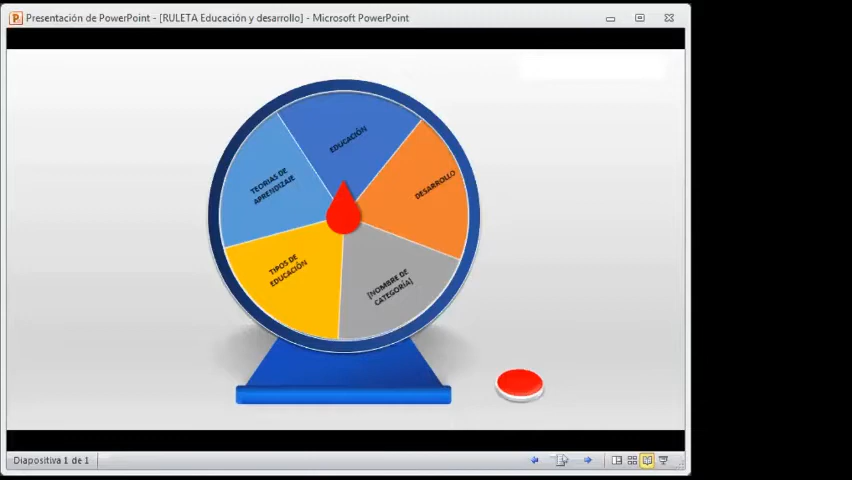 Presentación de PowerPoint - [RULETA Educación y desarrollo] - Microsoft PowerPoint
EDUCACIÓN
TEORIAS DE
APRENDIZAJE
DESARROLLO
TIPOS DE
EDUCACIÓN
[NOMBRE DE
CATEGORÍA]
Diapositiva 1 de 1